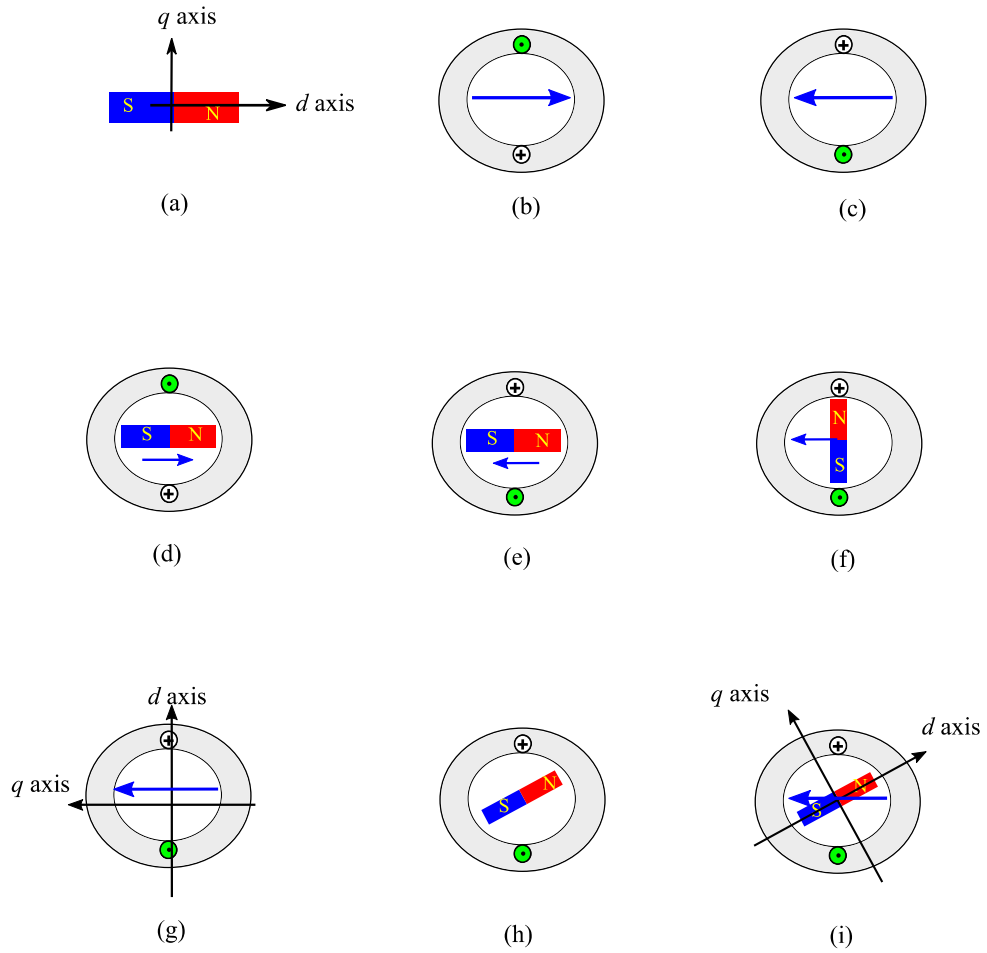 q axis
S
N
d axis
(a)
(b)
(c)
S N
S N
N
S
(d)
(e)
(f)
d axis
q axis
(g)
S N
(h)
q axis
d axis
S N
(i)